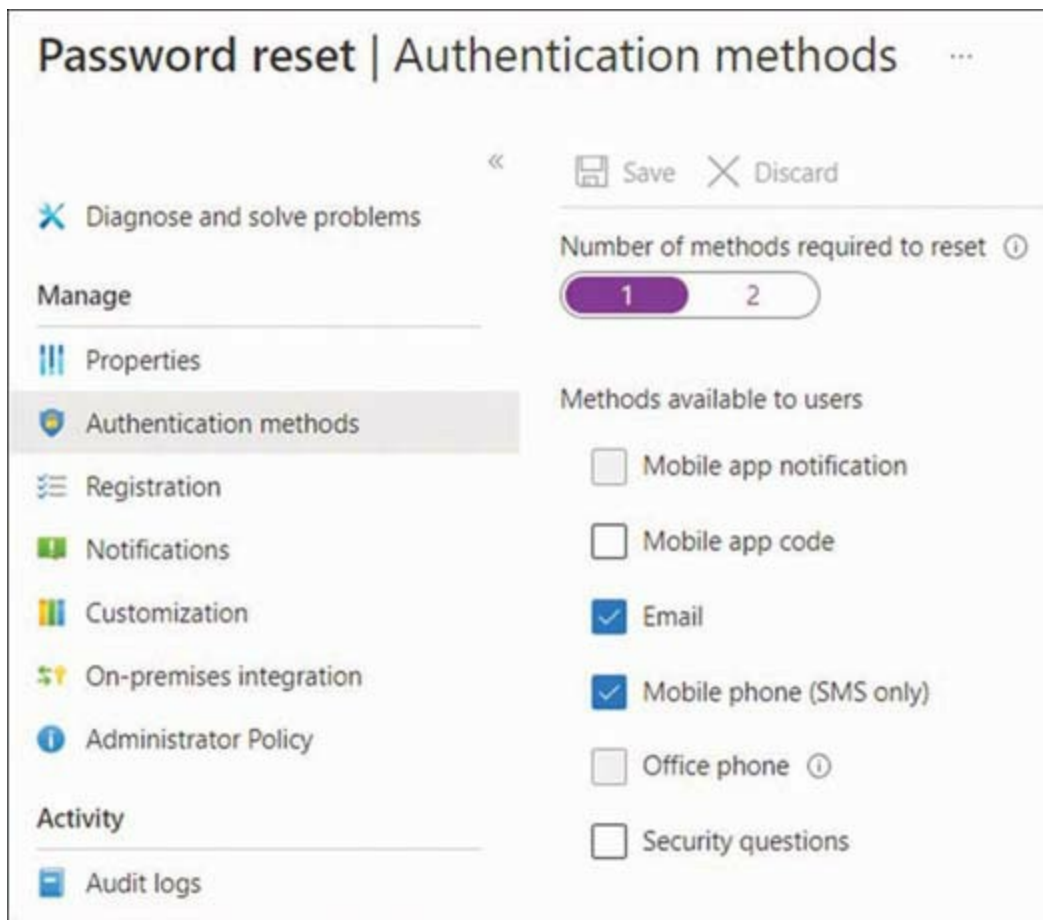 Password reset | Authentication methods ...
«
Diagnose and solve problems
Manage
Properties
Authentication methods
Registration
Notifications
Customization
On-premises integration
Administrator Policy
Activity
Audit logs
Save Discard
Number of methods required to reset
1 2
Methods available to users
Mobile app notification
Mobile app code
Email
Mobile phone (SMS only)
Office phone
Security questions